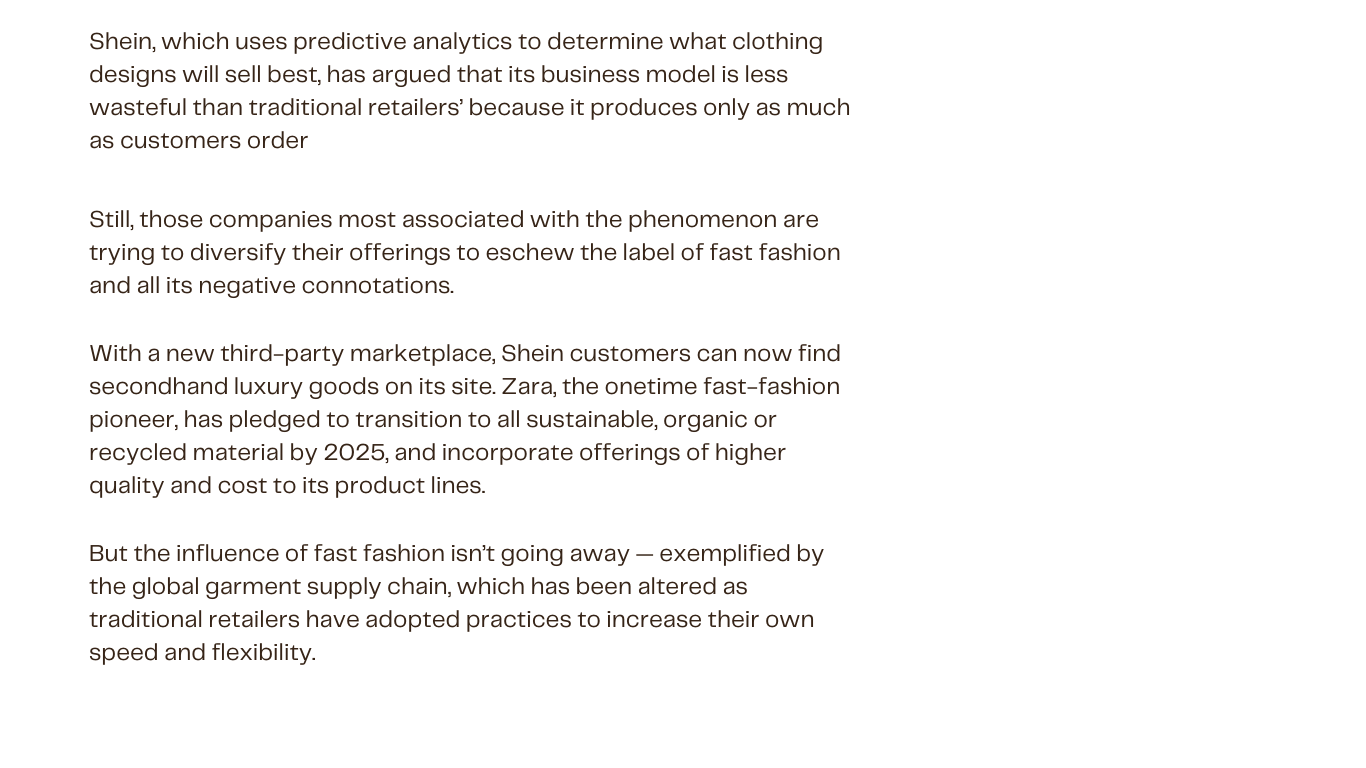 Shein, which uses predictive analytics to determine what clothing
designs will sell best, has argued that its business model is less
wasteful than traditional retailers’ because it produces only as much
as customers order
Still, those companies most associated with the phenomenon are
trying to diversify their offerings to eschew the label of fast fashion
and all its negative connotations.
With a new third-party marketplace, Shein customers can now find
secondhand luxury goods on its site. Zara, the onetime fast-fashion
pioneer, has pledged to transition to all sustainable, organic or
recycled material by 2025, and incorporate offerings of higher
quality and cost to its product lines.
But the influence of fast fashion isn’t going away — exemplified by
the global garment supply chain, which has been altered as
traditional retailers have adopted practices to increase their own
speed and flexibility.